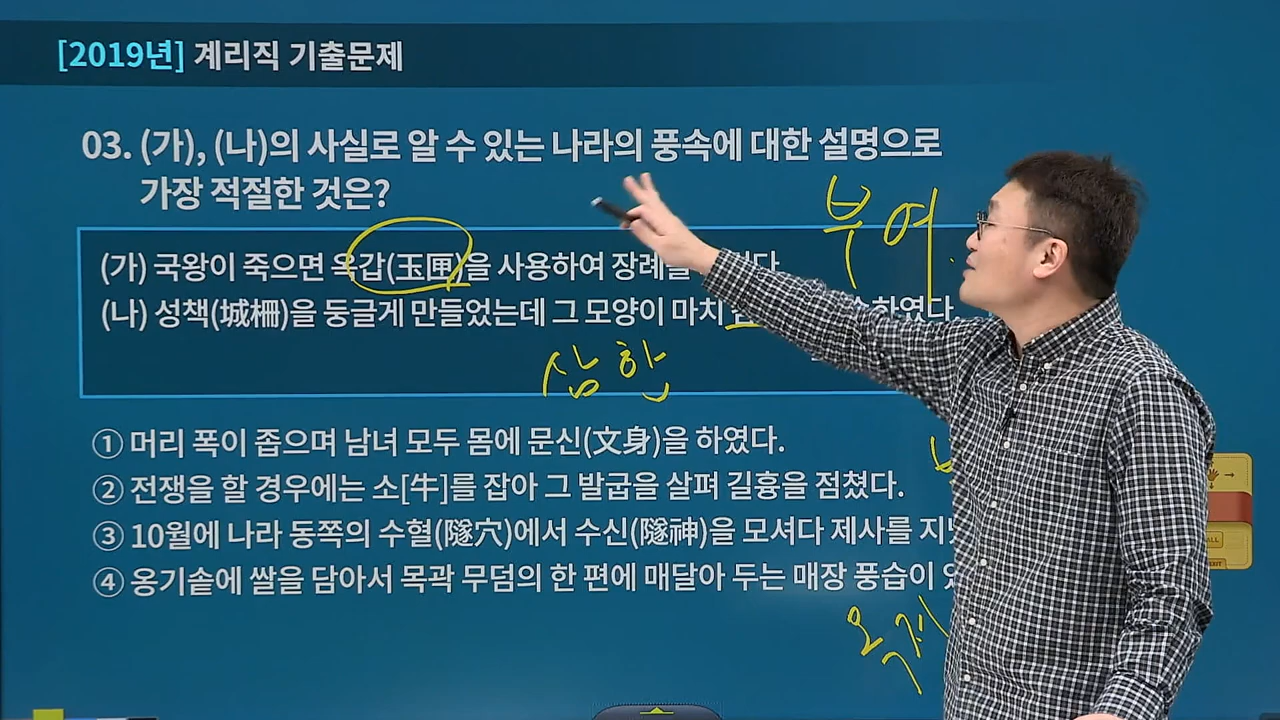 [2019년] 계리직 기출문제
03. (가), (나)의 사실로 알 수 있는 나라의 풍속에 대한 설명으로
가장 적절한 것은?
부여
(가) 국왕이 죽으면 옥갑(玉匣)을 사용하여 장례를
(나) 성책(城柵)을 둥글게 만들었는데 그 모양이 마치
삼한
① 머리 폭이 좁으며 남녀 모두 몸에 문신(文身)을 하였다.
② 전쟁을 할 경우에는 소[牛]를 잡아 그 발굽을 살펴 길흉을 점쳤다.
③ 10월에 나라 동쪽의 수혈(隧穴)에서 수신(隧神)을 모셔다 제사를
④ 옹기솥에 쌀을 담아서 목곽 무덤의 한 편에 매달아 두는 매장 풍습이
옥저